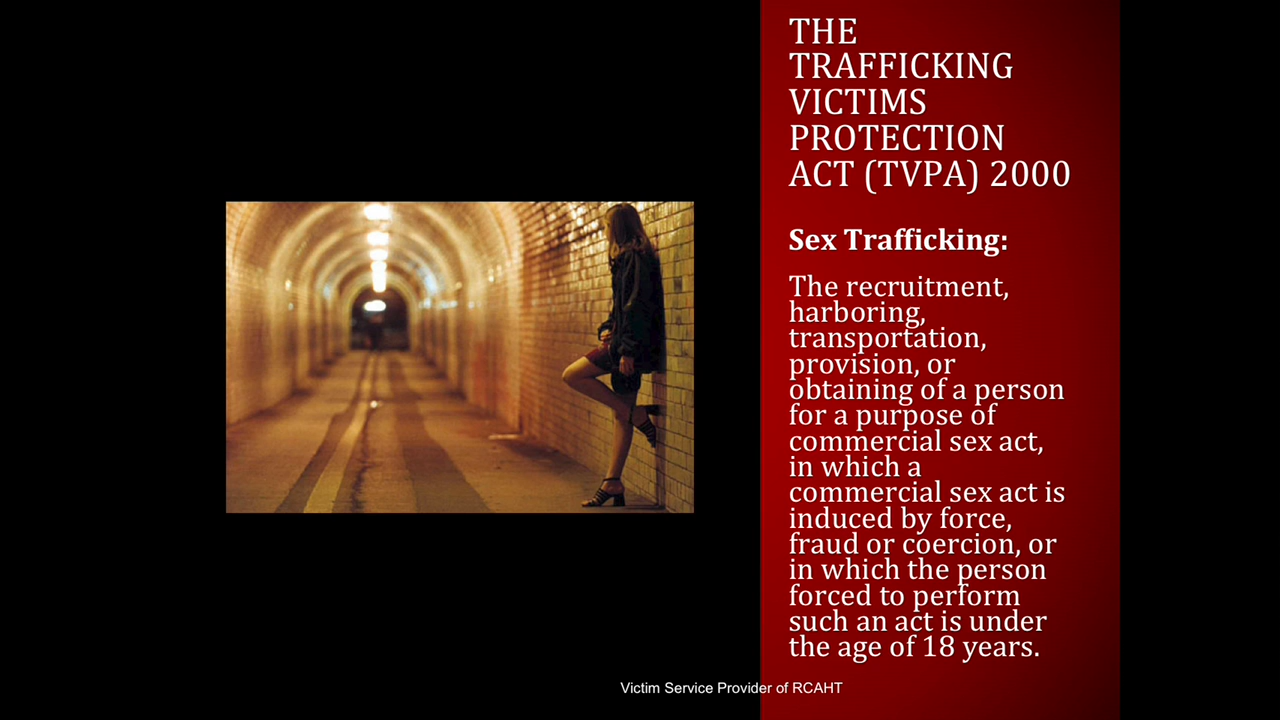 THE
TRAFFICKING
VICTIMS
PROTECTION
ACT (TVPA) 2000
Sex Trafficking:
The recruitment,
harboring,
transportation,
provision, or
obtaining of a person
for a purpose of
commercial sex act,
in which a
commercial sex act is
induced by force,
fraud or coercion, or
in which the person
forced to perform
such an act is under
the age of 18 years.
Victim Service Provider of RCAHT